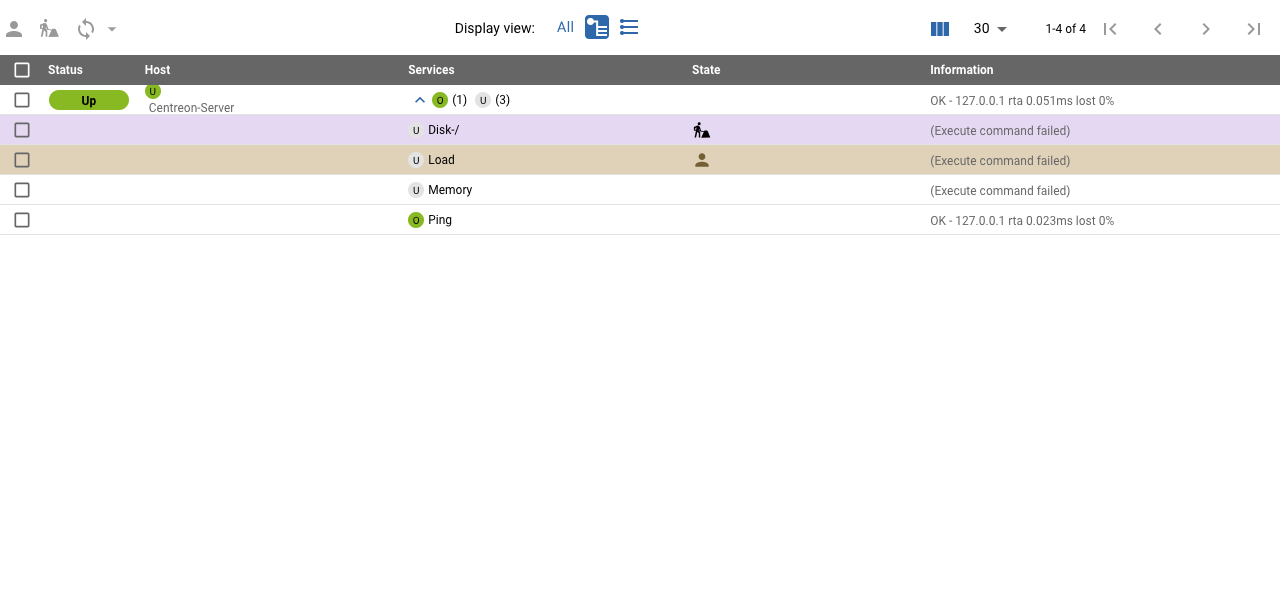 Display view: All 30 1-4 of 4
Status Host Services State Information
Up U Centreon-Server O (1) U (3) OK - 127.0.0.1 rta 0.051ms lost 0%
U Disk-/ (Execute command failed)
U Load (Execute command failed)
U Memory (Execute command failed)
O Ping OK - 127.0.0.1 rta 0.023ms lost 0%